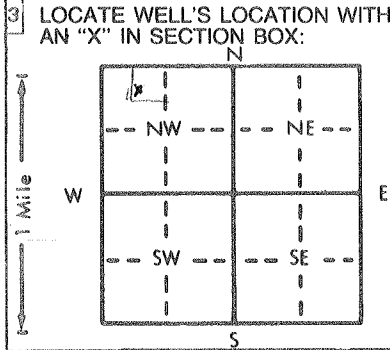 3 LOCATE WELL'S LOCATION WITH
AN "X" IN SECTION BOX:
N
x
NW NE
1 Mile
W E
SW SE
S